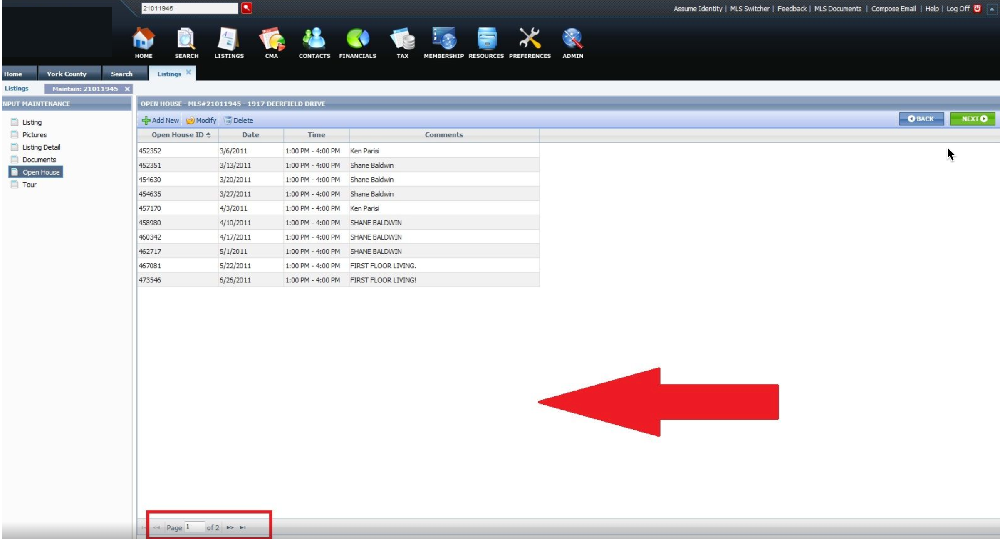 21011945
Assume Identity | MLS Switcher | Feedback | MLS Documents | Compose Email | Help | Log Off
HOME SEARCH LISTINGS CMA CONTACTS FINANCIALS TAX MEMBERSHIP RESOURCES PREFERENCES ADMIN
Home York County Search Listings
Listings Maintain: 21011945
NPUT MAINTENANCE
Listing
Pictures
Listing Detail
Documents
Open House
Tour
OPEN HOUSE - MLS#21011945 - 1917 DEERFIELD DRIVE
Add New Modify Delete BACK NEXT
Open House ID Date Time Comments
452352 3/6/2011 1:00 PM - 4:00 PM Ken Parisi
452351 3/13/2011 1:00 PM - 4:00 PM Shane Baldwin
454630 3/20/2011 1:00 PM - 4:00 PM Shane Baldwin
454635 3/27/2011 1:00 PM - 4:00 PM Shane Baldwin
457170 4/3/2011 1:00 PM - 4:00 PM Ken Parisi
458980 4/10/2011 1:00 PM - 4:00 PM SHANE BALDWIN
460342 4/17/2011 1:00 PM - 4:00 PM SHANE BALDWIN
462717 5/1/2011 1:00 PM - 4:00 PM SHANE BALDWIN
467081 5/22/2011 1:00 PM - 4:00 PM FIRST FLOOR LIVING.
473546 6/26/2011 1:00 PM - 4:00 PM FIRST FLOOR LIVING!
Page 1 of 2